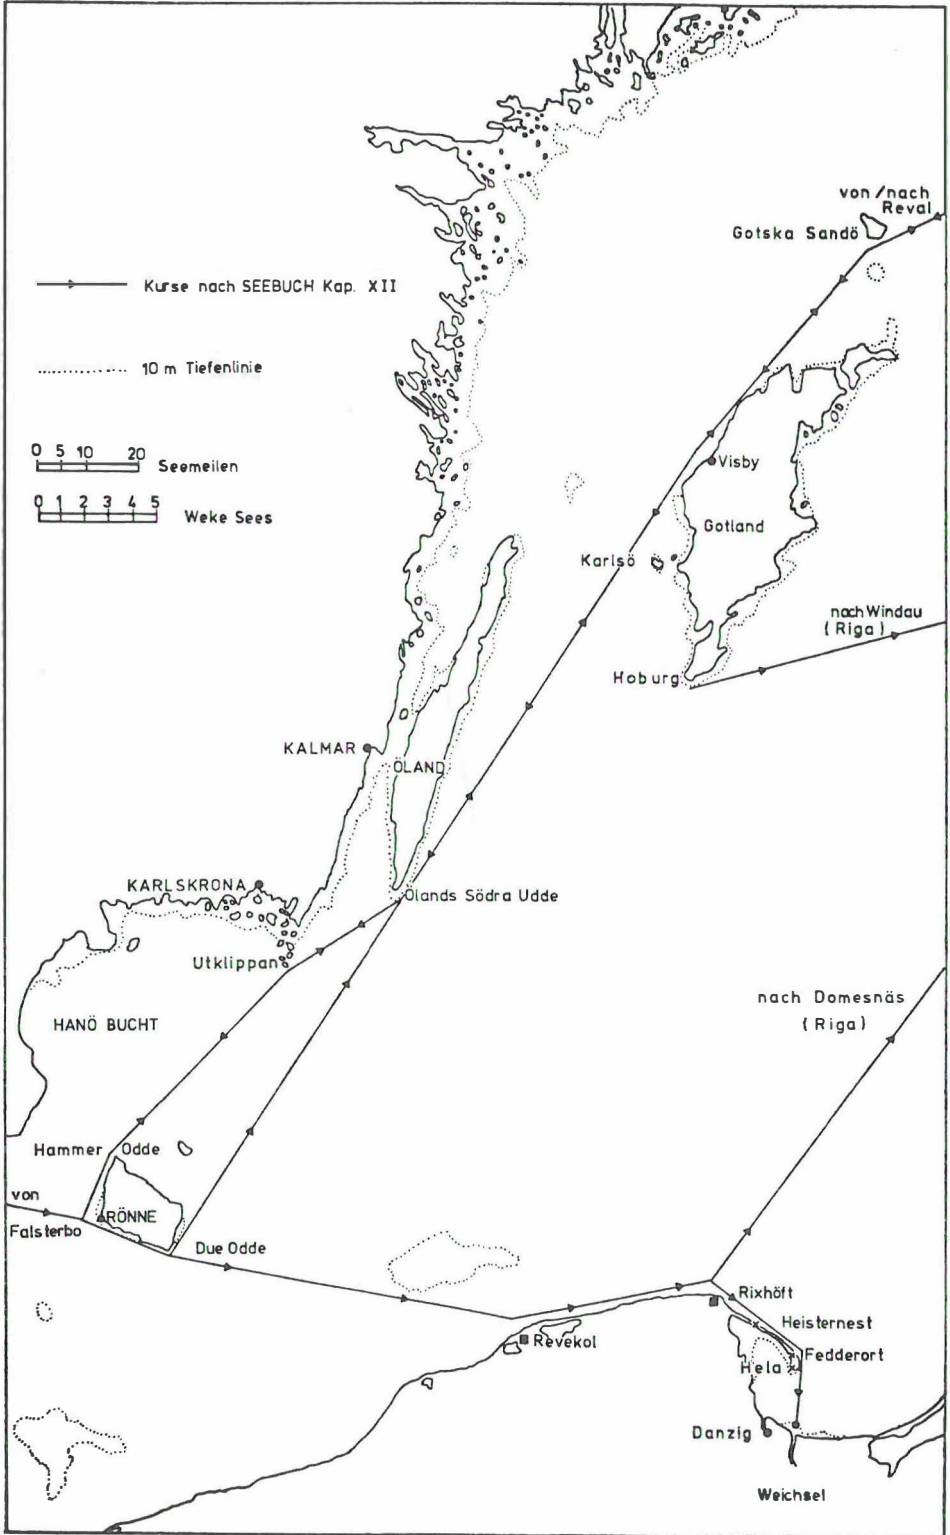 von/nach
Reval
Gotska Sandö
Kurse nach SEEBUCH Kap. XII
10 m Tiefenlinie
0 5 10 20 Seemeilen
0 1 2 3 4 5 Weke Sees
Visby
Gotland
Karlsö
nach Windau
(Riga)
Hoburg
KALMAR
ÖLAND
KARLSKRONA
Ölands Södra Udde
Utklippan
nach Domesnäs
(Riga)
HANÖ BUCHT
Hammer Odde
von
Falsterbo
RÖNNE
Due Odde
Rixhöft
Heisternest
Revekol
Fedderort
Hela
Danzig
Weichsel